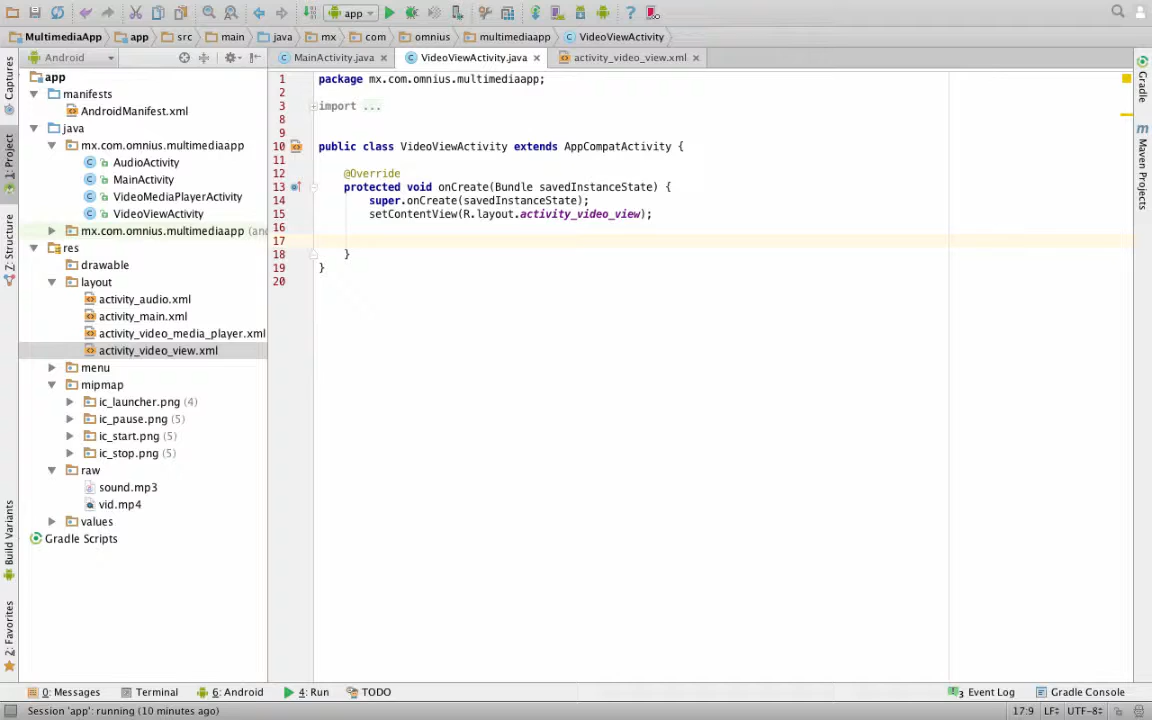 app
MultimediaApp app src main java mx com omnius multimediaapp VideoViewActivity
Android
MainActivity.java VideoViewActivity.java activity_video_view.xml
Captures
1: Project
7: Structure
Build Variants
2: Favorites
app
manifests
AndroidManifest.xml
java
mx.com.omnius.multimediaapp
AudioActivity
MainActivity
VideoMediaPlayerActivity
VideoViewActivity
mx.com.omnius.multimediaapp (an
res
drawable
layout
activity_audio.xml
activity_main.xml
activity_video_media_player.xml
activity_video_view.xml
menu
mipmap
ic_launcher.png (4)
ic_pause.png (5)
ic_start.png (5)
ic_stop.png (5)
raw
sound.mp3
vid.mp4
values
Gradle Scripts
1 package mx.com.omnius.multimediaapp;
2
3 import ...
8
9
10 public class VideoViewActivity extends AppCompatActivity {
11
12 @Override
13 protected void onCreate(Bundle savedInstanceState) {
14 super.onCreate(savedInstanceState);
15 setContentView(R.layout.activity_video_view);
16
17
18 }
19 }
20
Gradle
m Maven Projects
0: Messages Terminal 6: Android 4: Run TODO 3 Event Log Gradle Console
Session 'app': running (10 minutes ago) 17:9 LF UTF-8